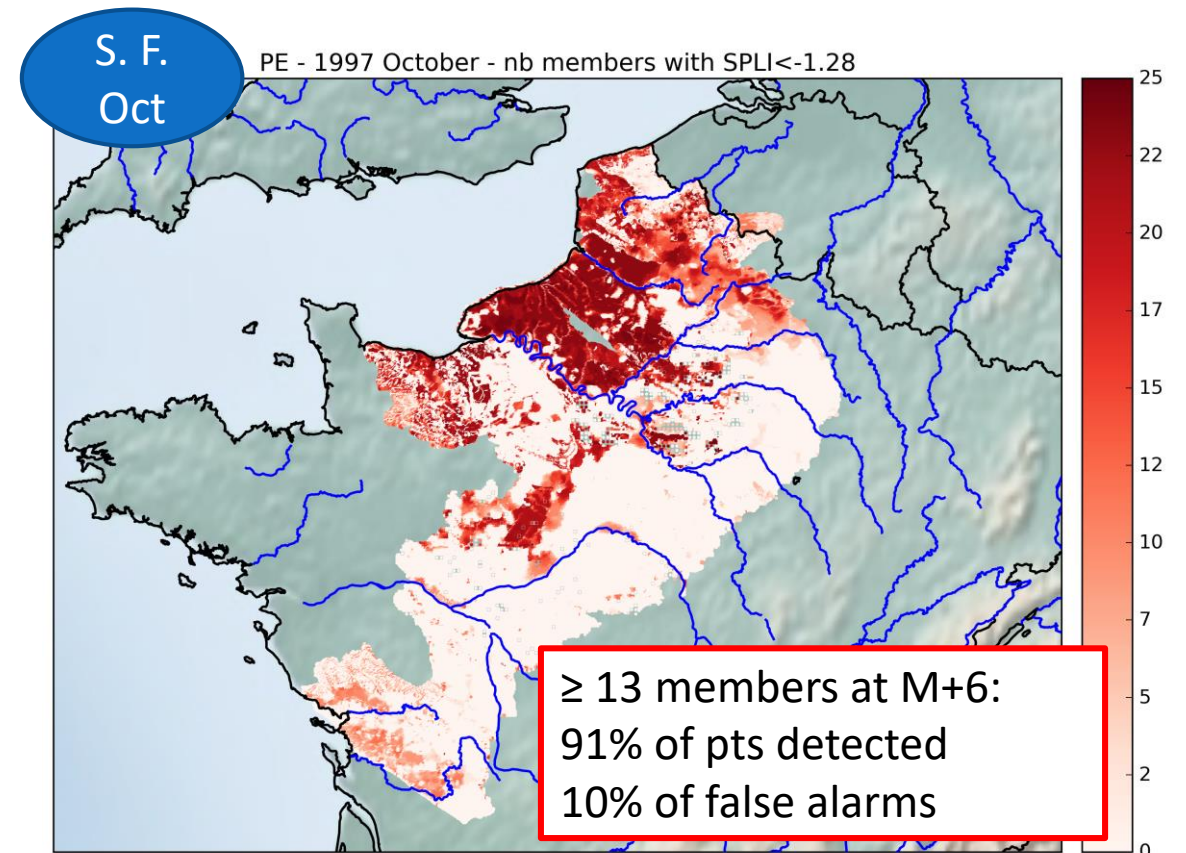 S. F.
Oct
PE - 1997 October - nb members with SPLI<-1.28
25
22
20
17
15
12
10
7
5
2
0
≥ 13 members at M+6:
91% of pts detected
10% of false alarms